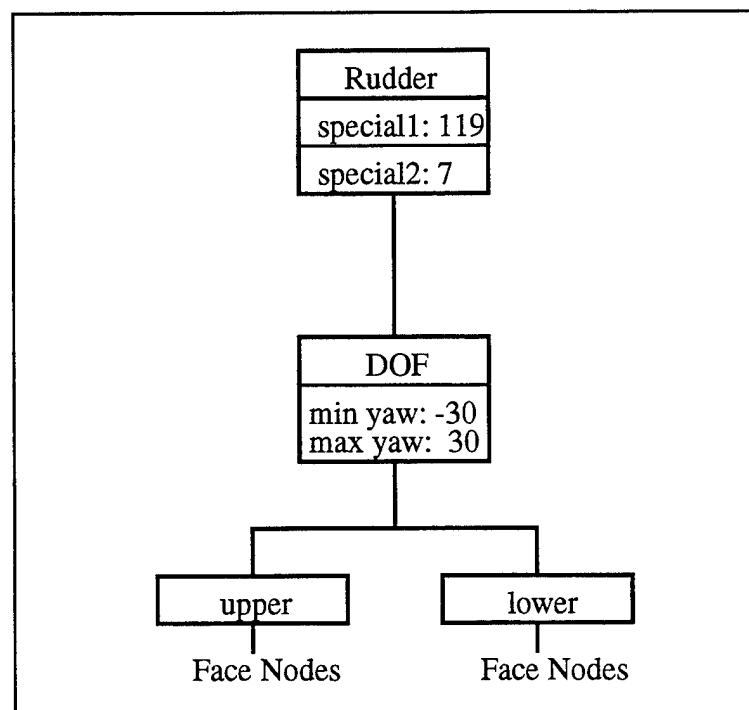 Rudder
special1: 119
special2: 7
DOF
min yaw: -30
max yaw: 30
upper
lower
Face Nodes
Face Nodes